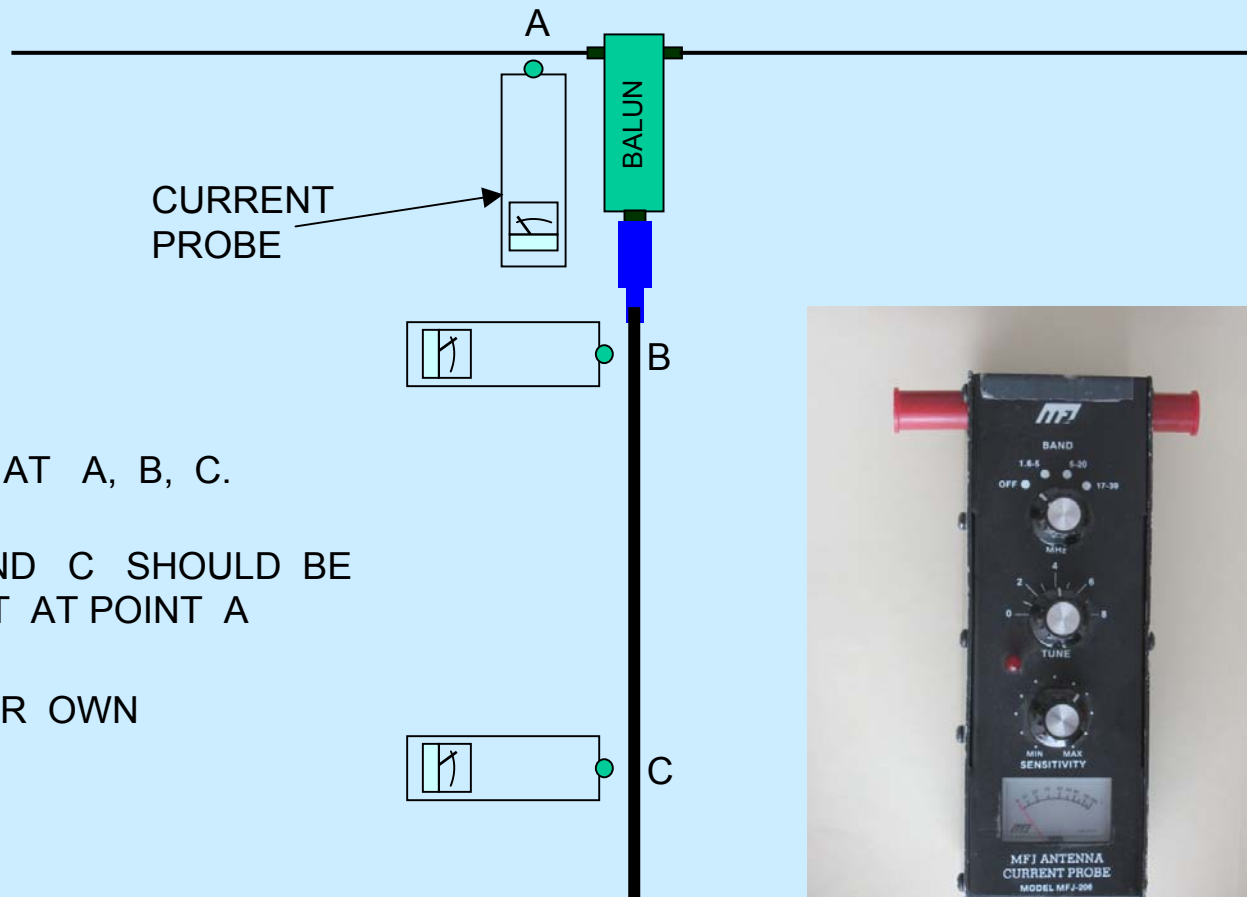 A
BALUN
CURRENT
PROBE
B
AT A, B, C.
ND C SHOULD BE
T AT POINT A
R OWN
C
MFJ
BAND
1.6-5 5-20
OFF 17-30
MHz
4
2 6
0 8
TUNE
MIN MAX
SENSITIVITY
MFJ
MFJ ANTENNA
CURRENT PROBE
MODEL MFJ-206